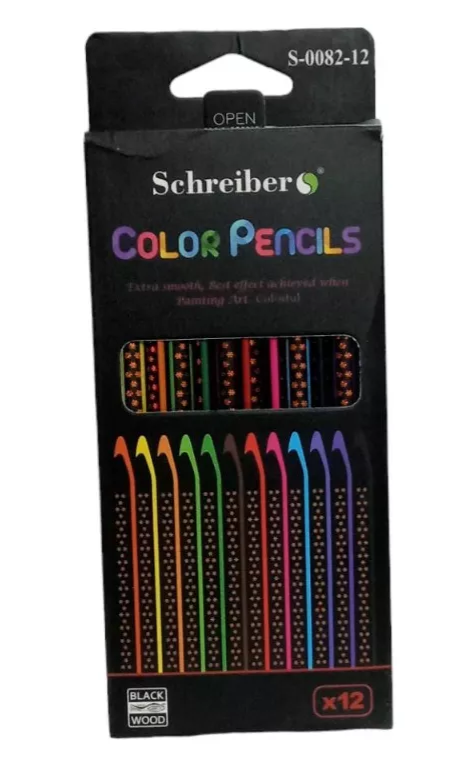 S-0082-12
OPEN
Schreiber®
COLOR PENCILS
Extra smooth, Best effect achieved when
Painting Art. Colorful
BLACK
WOOD
x12